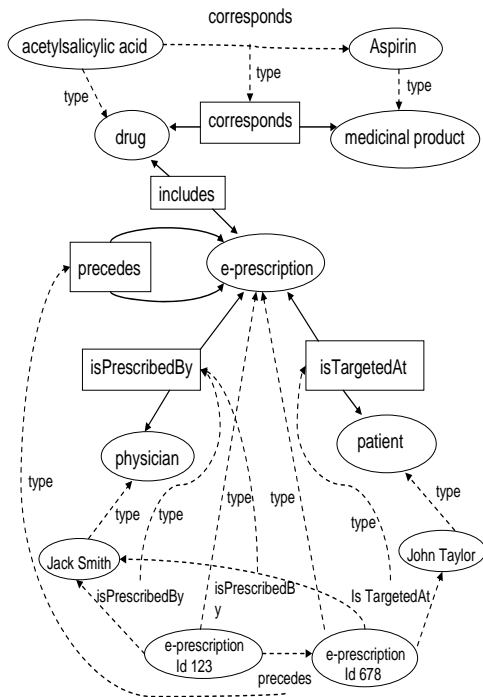 corresponds
acetylsalicylic acid
Aspirin
type
type
type
corresponds
drug
medicinal product
includes
precedes
e-prescription
isPrescribedBy
isTargetedAt
physician
patient
type
type
type
type
type
type
Jack Smith
John Taylor
isPrescribedBy
isPrescribedB
y
Is TargetedAt
e-prescription
Id 123
e-prescription
Id 678
precedes